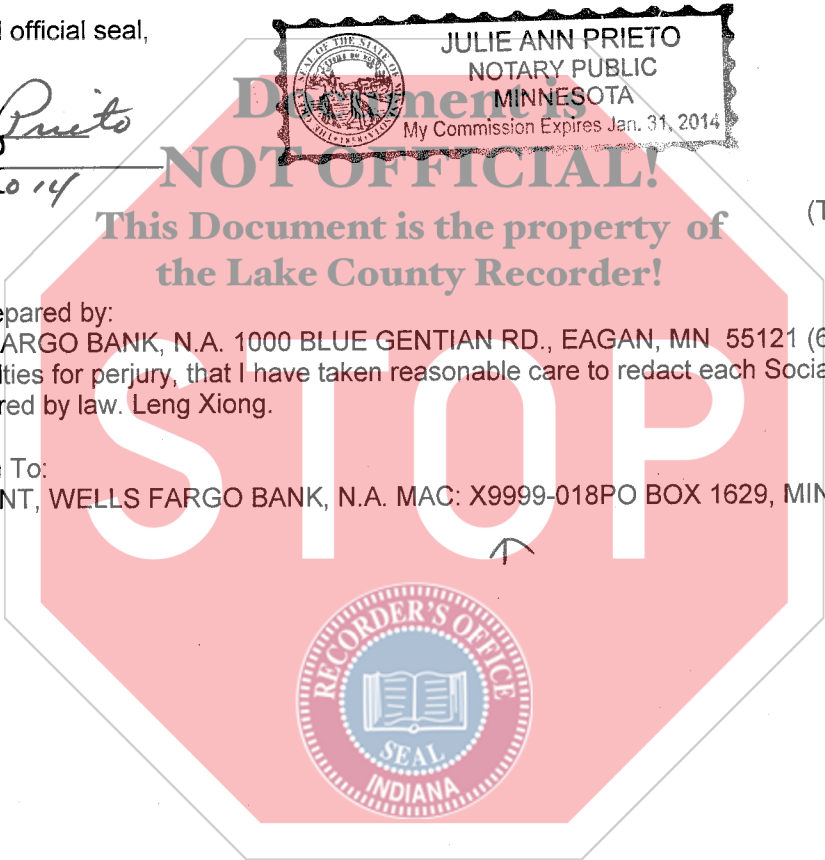 official seal,
JULIE ANN PRIETO
NOTARY PUBLIC
MINNESOTA
My Commission Expires Jan. 31, 2014
Prieto
Document is
NOT OFFICIAL!
This Document is the property of
the Lake County Recorder!
(T
epared by:
ARGO BANK, N.A. 1000 BLUE GENTIAN RD., EAGAN, MN 55121 (6
lties for perjury, that I have taken reasonable care to redact each Socia
red by law. Leng Xiong.
To:
NT, WELLS FARGO BANK, N.A. MAC: X9999-018PO BOX 1629, MIN
STOP
RECORDER'S OFFICE
SEAL
INDIANA